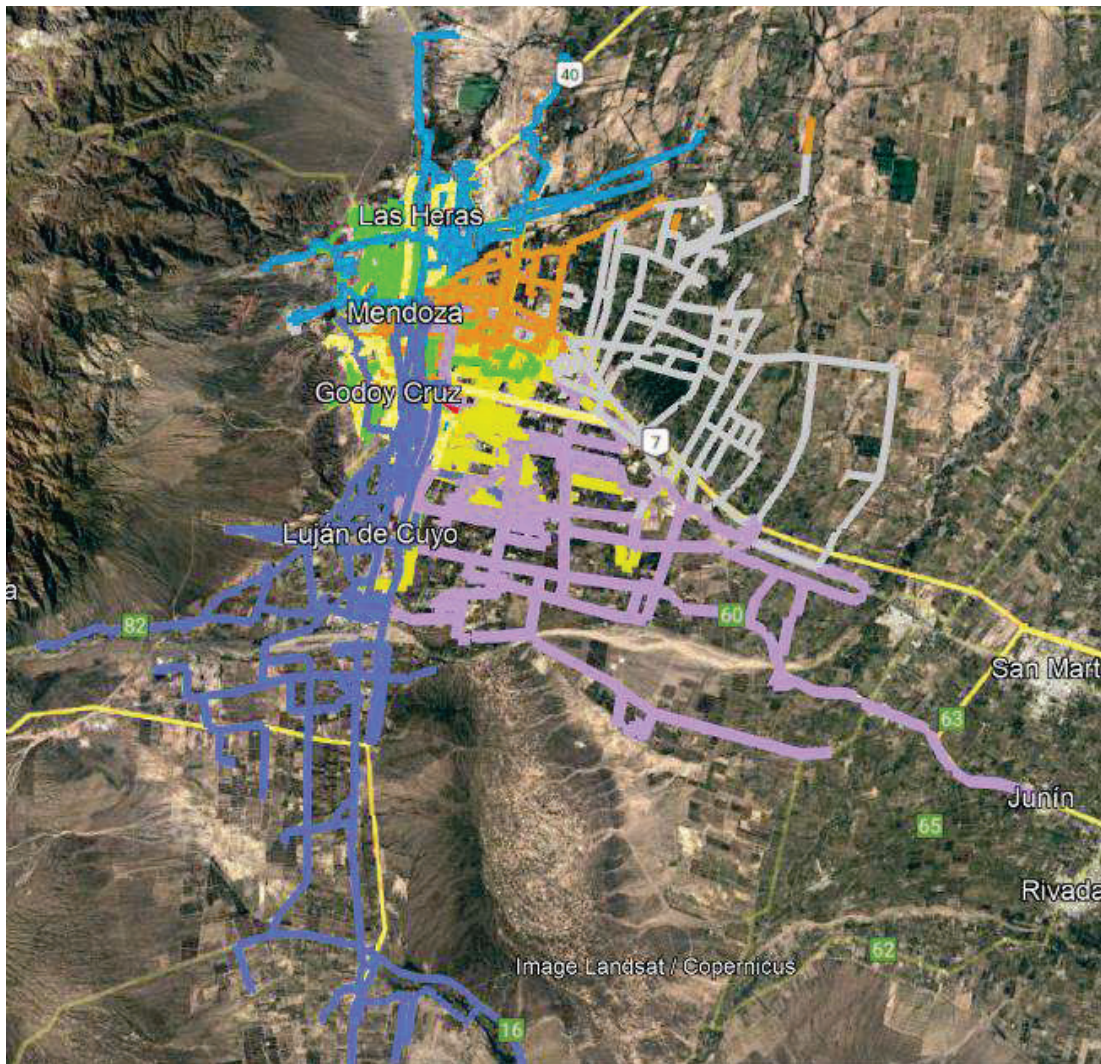 40
Las Heras
Mendoza
Godoy Cruz
7
Luján de Cuyo
a
82
60
San Mart
63
Junín
65
Rivada
62
Image Landsat / Copernicus
16